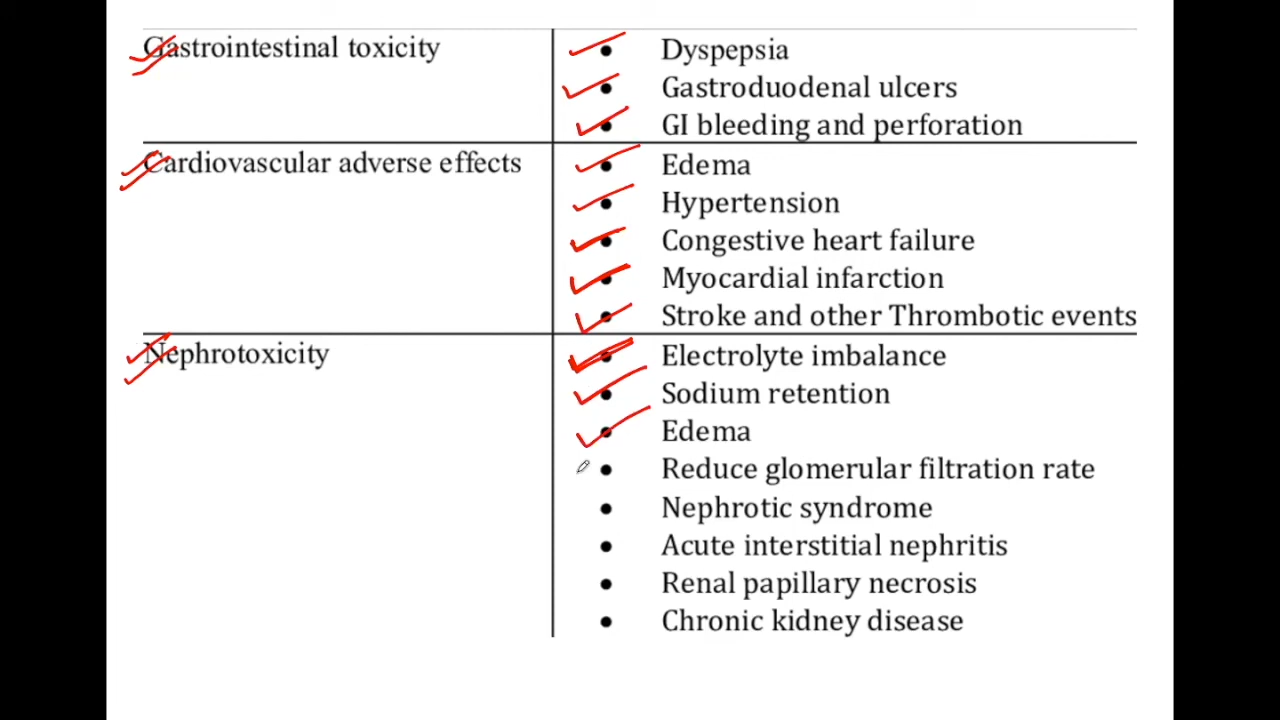 Gastrointestinal toxicity
• Dyspepsia
• Gastroduodenal ulcers
• GI bleeding and perforation
Cardiovascular adverse effects
• Edema
• Hypertension
• Congestive heart failure
• Myocardial infarction
• Stroke and other Thrombotic events
Nephrotoxicity
• Electrolyte imbalance
• Sodium retention
• Edema
• Reduce glomerular filtration rate
• Nephrotic syndrome
• Acute interstitial nephritis
• Renal papillary necrosis
• Chronic kidney disease